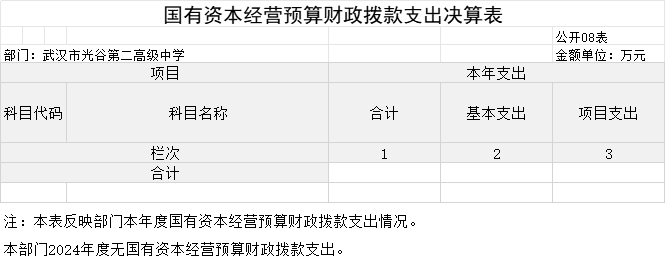 国有资本经营预算财政拨款支出决算表
公开08表
部门：武汉市光谷第二高级中学 金额单位：万元
项目 本年支出
科目代码 科目名称 合计 基本支出 项目支出
栏次 1 2 3
合计
注：本表反映部门本年度国有资本经营预算财政拨款支出情况。
本部门2024年度无国有资本经营预算财政拨款支出。